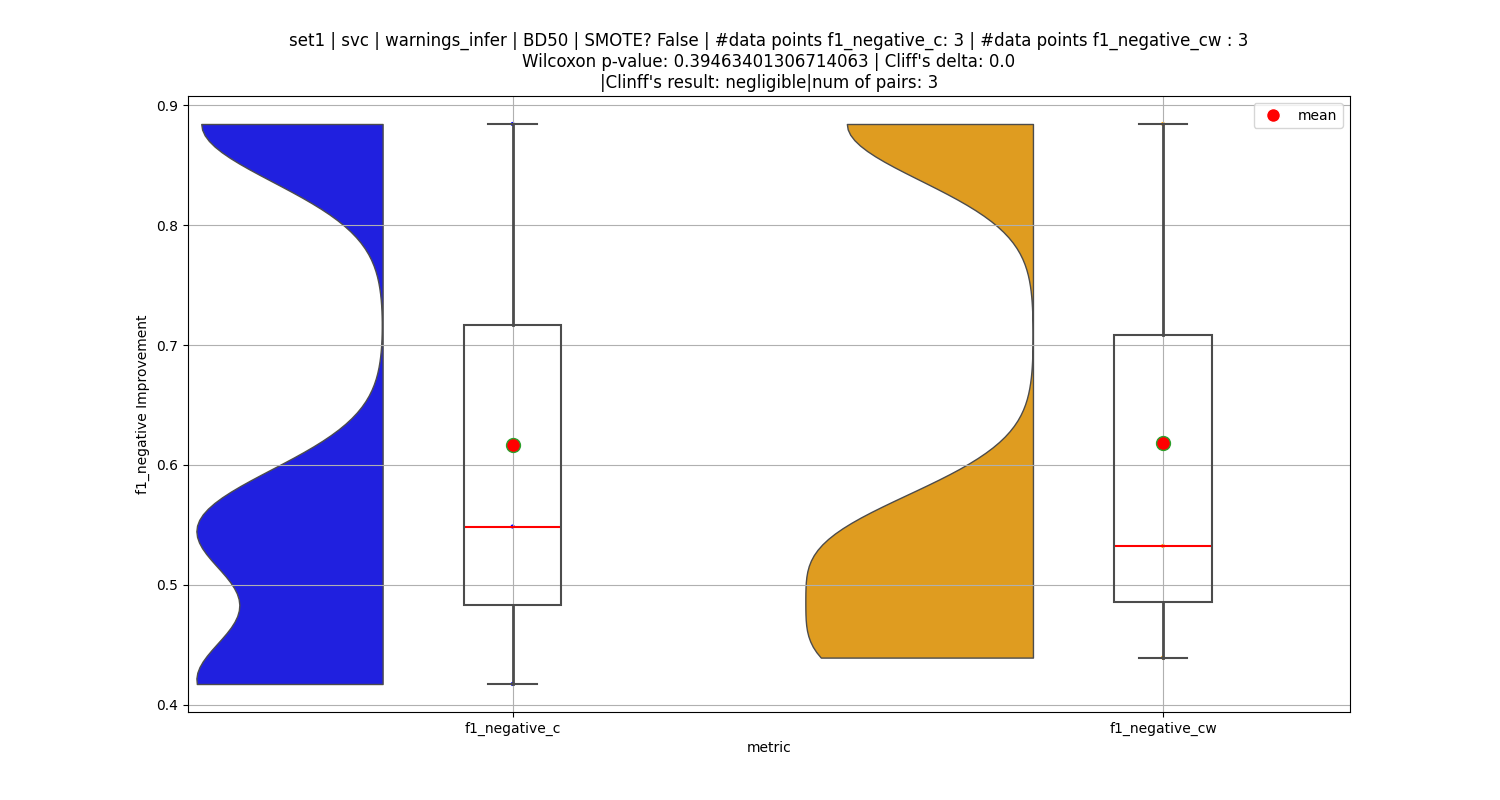 set1 | svc | warnings_infer | BD50 | SMOTE? False | #data points f1_negative_c: 3 | #data points f1_negative_cw : 3
Wilcoxon p-value: 0.39463401306714063 | Cliff's delta: 0.0
|Clinff's result: negligible|num of pairs: 3
mean
0.9
0.8
0.7
0.6
0.5
0.4
f1_negative Improvement
f1_negative_c
f1_negative_cw
metric